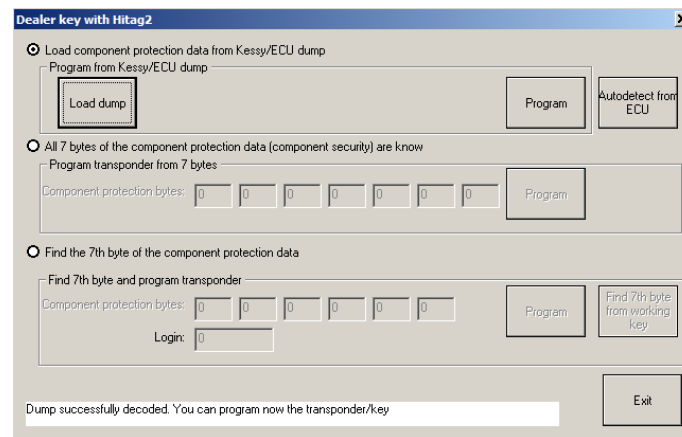 Dealer key with Hitag2
Load component protection data from Kessy/ECU dump
Program from Kessy/ECU dump
Load dump
Program
Autodetect from
ECU
All 7 bytes of the component protection data (component security) are know
Program transponder from 7 bytes
Component protection bytes: 0 0 0 0 0 0 0
Program
Find the 7th byte of the component protection data
Find 7th byte and program transponder
Component protection bytes: 0 0 0 0 0 0
Program
Find 7th byte
from working
key
Login: 0
Dump successfully decoded. You can program now the transponder/key
Exit